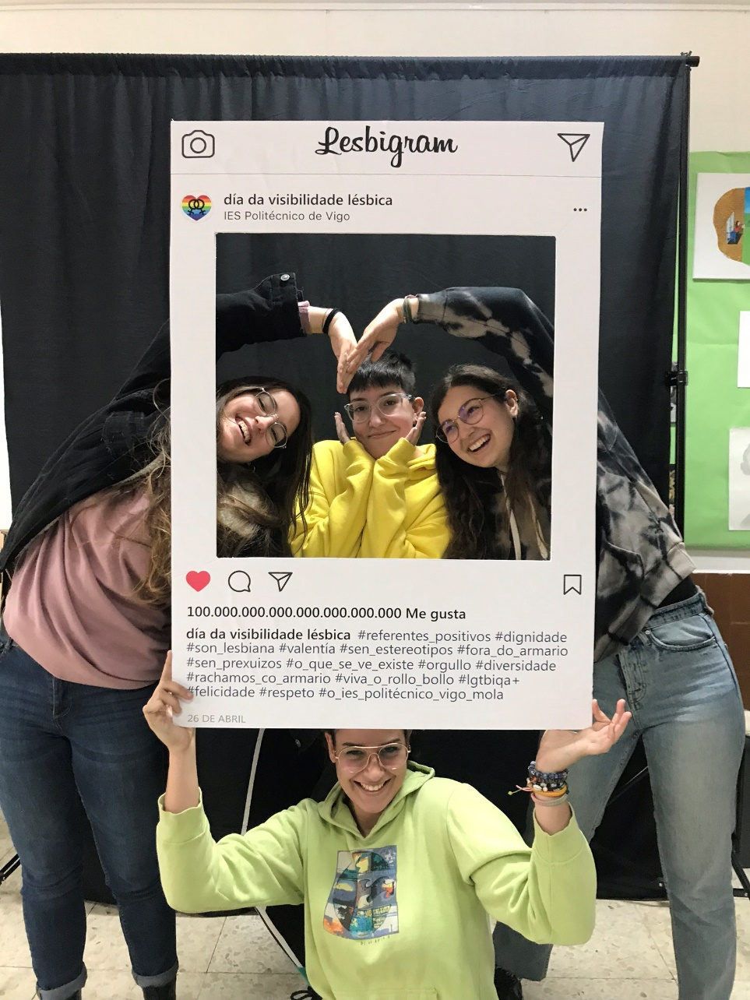 Lesbigram
día da visibilidade lésbica
IES Politécnico de Vigo
100.000.000.000.000.000.000.000 Me gusta
día da visibilidade lésbica #referentes_positivos #dignidade
#son_lesbiana #valentía #sen_estereotipos #fora_do_armario
#sen_prexuizos #o_que_se_ve_existe #orgullo #diversidade
#rachamos_co_armario #viva_o_rollo_bollo #lgtbiqa+
#felicidade #respeto #o_ies_politécnico_vigo_mola
26 DE ABRIL